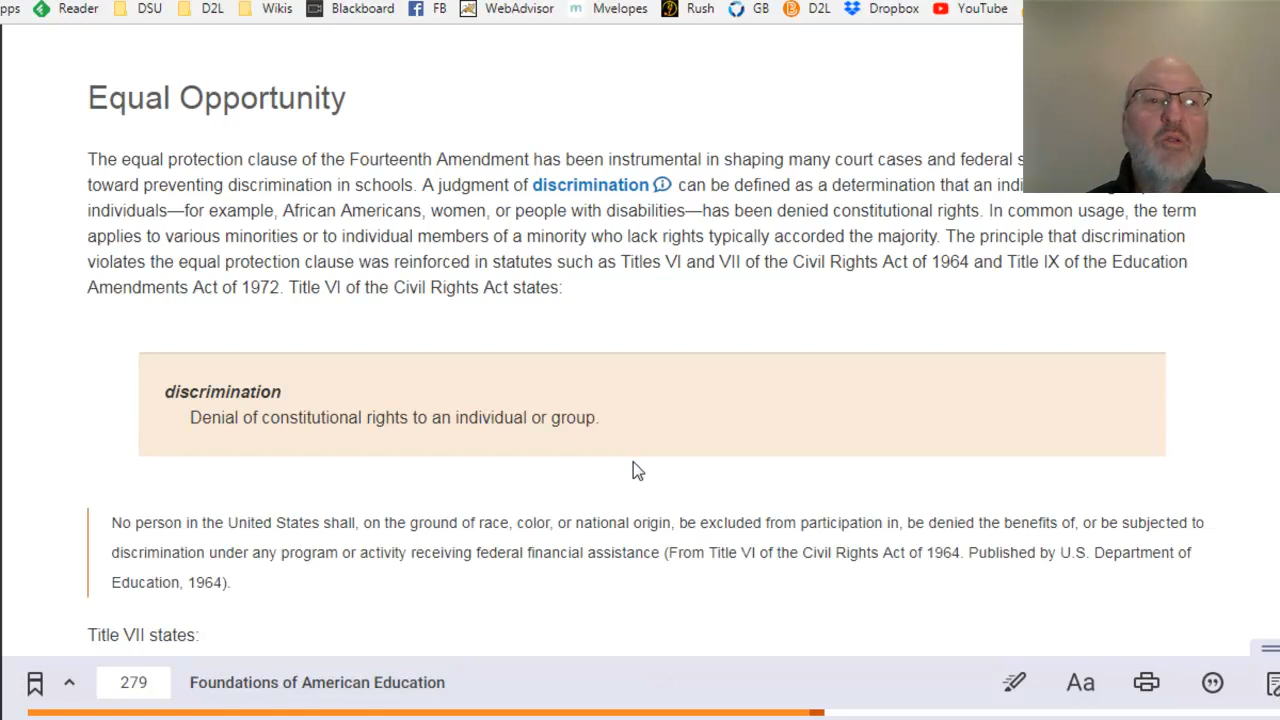 pps Reader DSU D2L Wikis Blackboard FB WebAdvisor Mvelopes Rush GB D2L Dropbox YouTube
Equal Opportunity
The equal protection clause of the Fourteenth Amendment has been instrumental in shaping many court cases and federal s
toward preventing discrimination in schools. A judgment of discrimination can be defined as a determination that an indi
individuals—for example, African Americans, women, or people with disabilities—has been denied constitutional rights. In common usage, the term
applies to various minorities or to individual members of a minority who lack rights typically accorded the majority. The principle that discrimination
violates the equal protection clause was reinforced in statutes such as Titles VI and VII of the Civil Rights Act of 1964 and Title IX of the Education
Amendments Act of 1972. Title VI of the Civil Rights Act states:
discrimination
Denial of constitutional rights to an individual or group.
No person in the United States shall, on the ground of race, color, or national origin, be excluded from participation in, be denied the benefits of, or be subjected to
discrimination under any program or activity receiving federal financial assistance (From Title VI of the Civil Rights Act of 1964. Published by U.S. Department of
Education, 1964).
Title VII states:
279 Foundations of American Education Aa